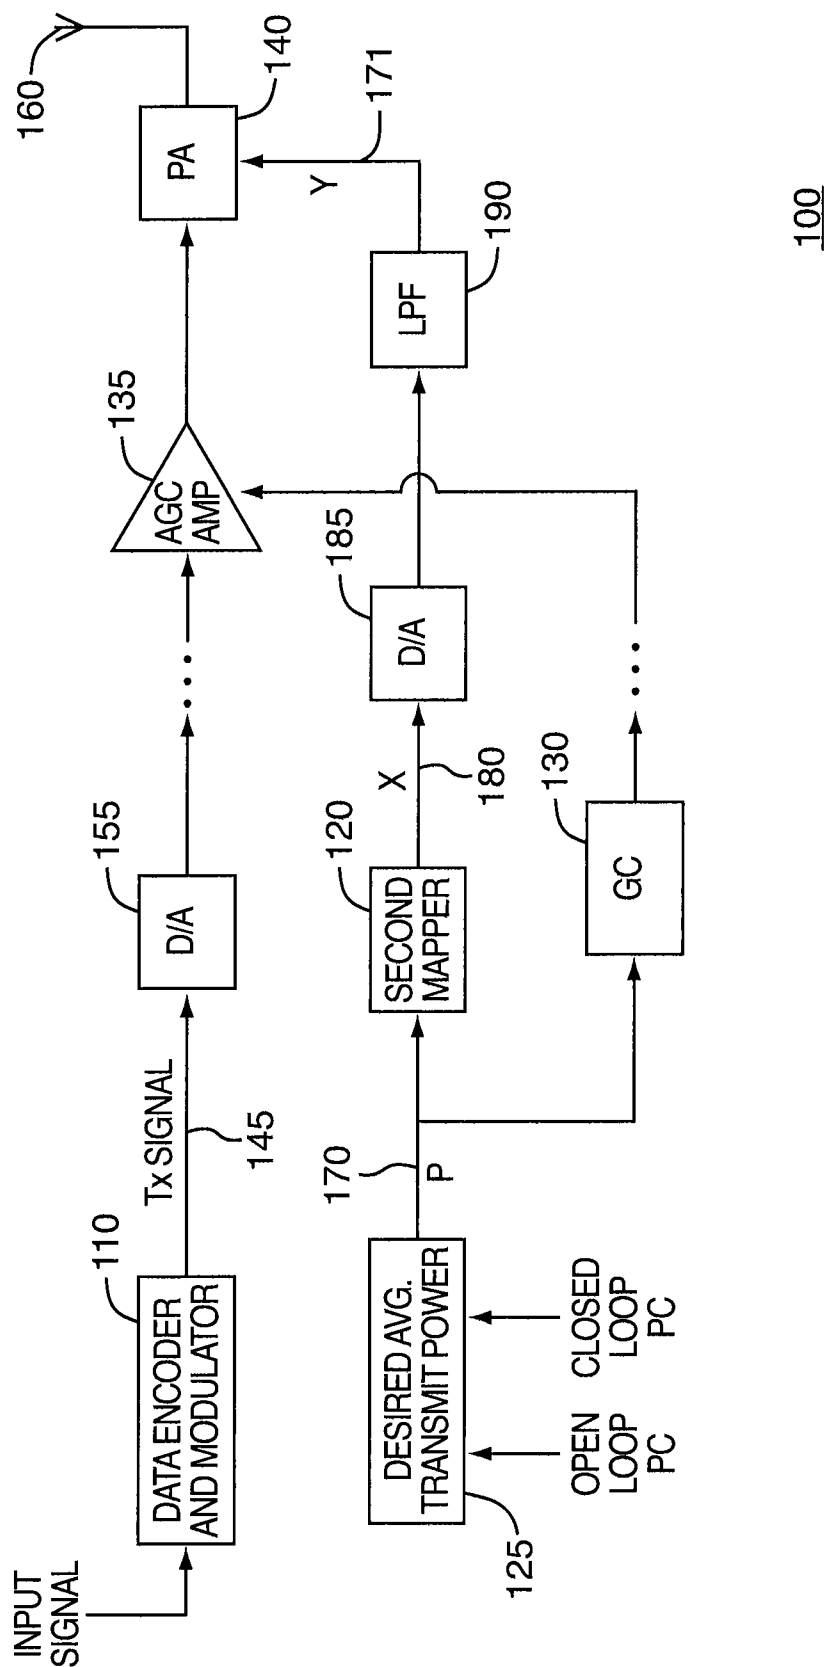 INPUT
SIGNAL
110
DATA ENCODER
AND MODULATOR
Tx SIGNAL
145
155
D/A
135
AGC
AMP
PA
140
160
125
DESIRED AVG.
TRANSMIT POWER
OPEN
LOOP
PC
CLOSED
LOOP
PC
170
P
120
SECOND
MAPPER
X
180
185
D/A
LPF
190
Y
171
130
GC
100